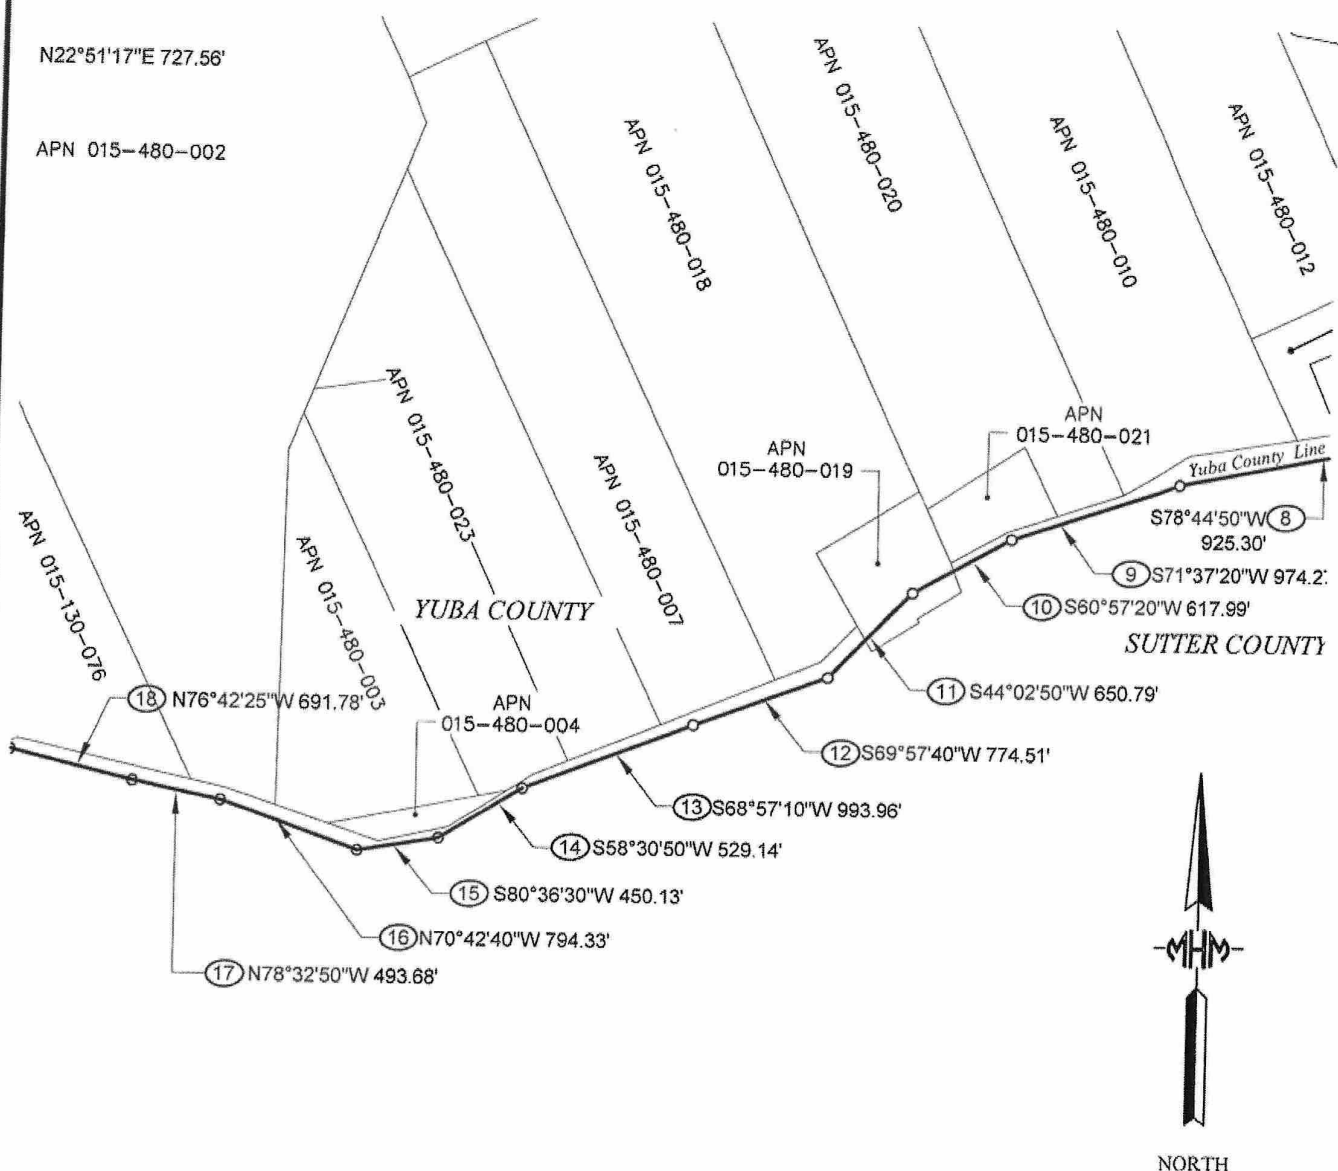 N22°51'17"E 727.56'
APN 015-480-002
APN 015-480-018
APN 015-480-020
APN 015-480-010
APN 015-480-012
APN 015-480-023
APN 015-480-007
APN
015-480-019
APN
015-480-021
Yuba County Line
S78°44'50"W 8
925.30'
9 S71°37'20"W 974.2
10 S60°57'20"W 617.99'
SUTTER COUNTY
APN 015-130-076
APN 015-480-003
YUBA COUNTY
18 N76°42'25"W 691.78'
APN
015-480-004
11 S44°02'50"W 650.79'
12 S69°57'40"W 774.51'
13 S68°57'10"W 993.96'
14 S58°30'50"W 529.14'
15 S80°36'30"W 450.13'
16 N70°42'40"W 794.33'
17 N78°32'50"W 493.68'
MHM
NORTH